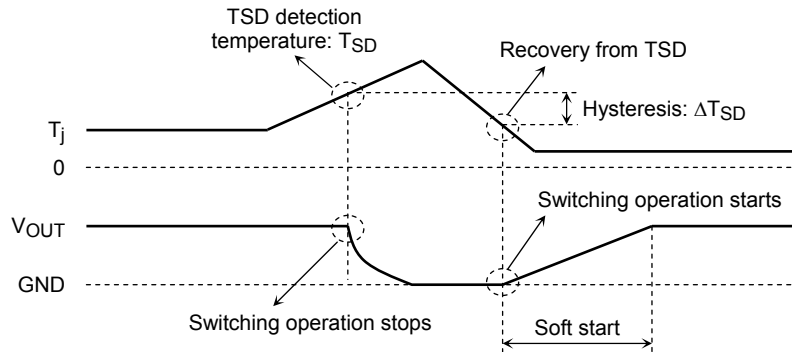 TSD detection
temperature: TSD
Recovery from TSD
Hysteresis: ΔTSD
Tj
0
Switching operation starts
VOUT
GND
Switching operation stops
Soft start